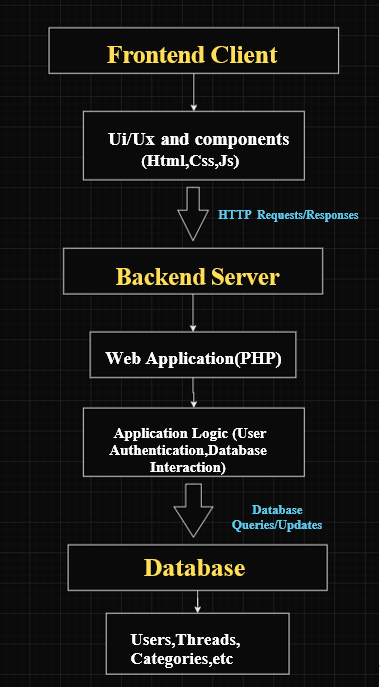 Frontend Client
Ui/Ux and components
(Html,Css,Js)
HTTP Requests/Responses
Backend Server
Web Application(PHP)
Application Logic (User
Authentication,Database
Interaction)
Database
Queries/Updates
Database
Users,Threads,
Categories,etc